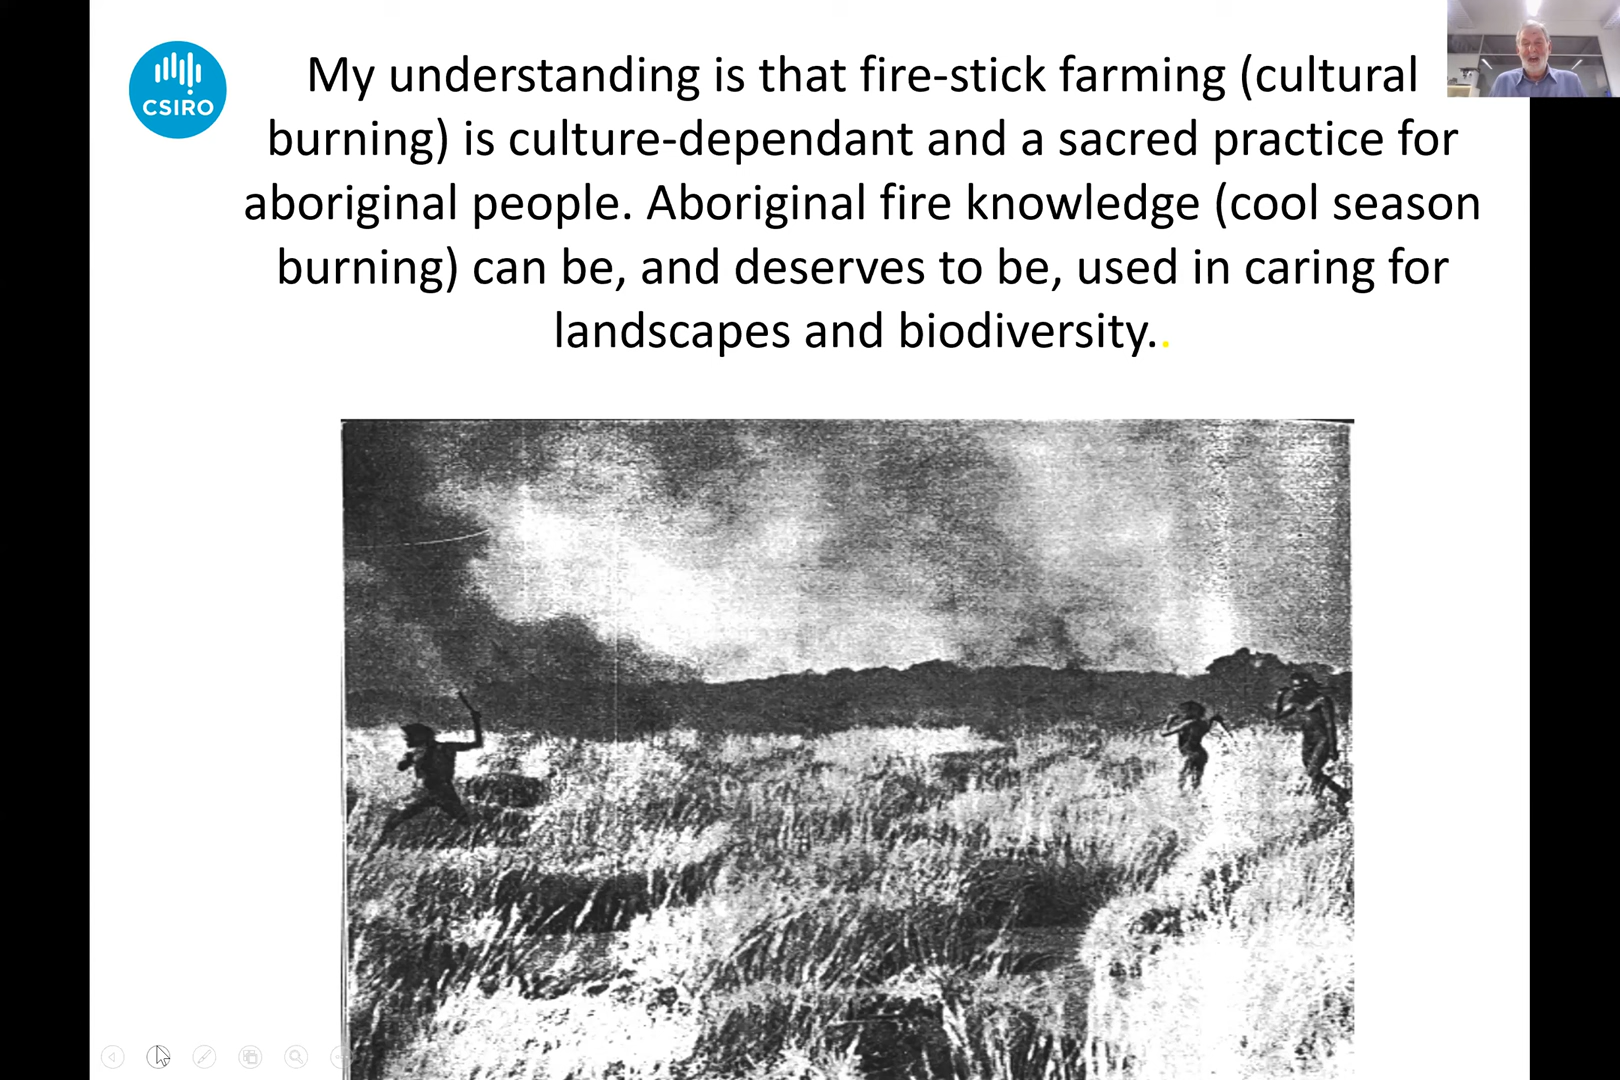 CSIRO
My understanding is that fire-stick farming (cultural
burning) is culture-dependant and a sacred practice for
aboriginal people. Aboriginal fire knowledge (cool season
burning) can be, and deserves to be, used in caring for
landscapes and biodiversity..